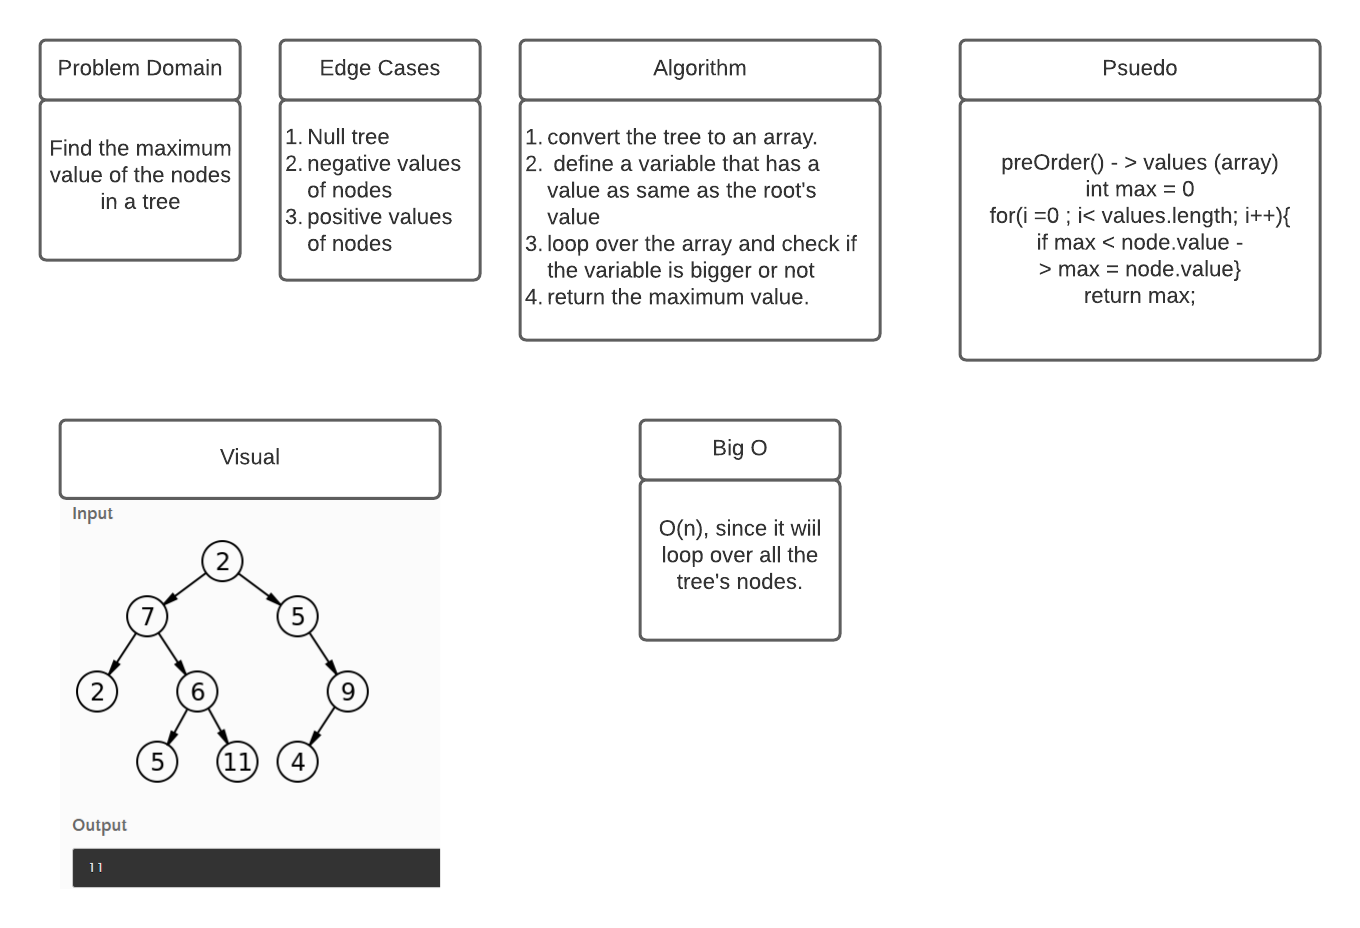 Problem Domain
Find the maximum
value of the nodes
in a tree
Edge Cases
1. Null tree
2. negative values
of nodes
3. positive values
of nodes
Algorithm
1. convert the tree to an array.
2. define a variable that has a
value as same as the root's
value
3. loop over the array and check if
the variable is bigger or not
4. return the maximum value.
Psuedo
preOrder() - > values (array)
int max = 0
for(i =0 ; i< values.length; i++){
if max < node.value -
> max = node.value}
return max;
Visual
Input
2
7 5
2 6 9
5 11 4
Output
11
Big O
O(n), since it wiil
loop over all the
tree's nodes.